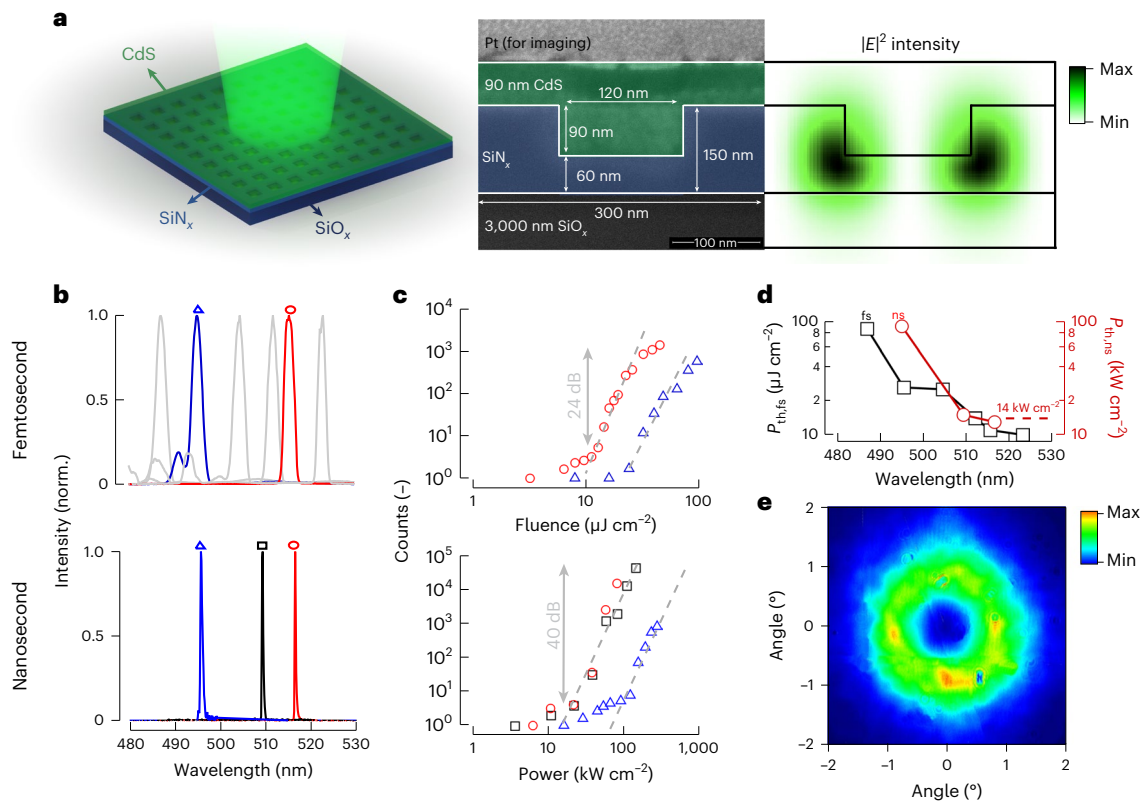 a
CdS
SiNₓ
SiOₓ
Pt (for imaging)
90 nm CdS
120 nm
90 nm
SiNₓ
150 nm
60 nm
300 nm
3,000 nm SiOₓ
100 nm
|E|² intensity
Max
Min
b
Femtosecond
Nanosecond
Intensity (norm.)
1.0
0.5
0
1.0
0.5
0
480 490 500 510 520 530
Wavelength (nm)
c
Counts (–)
10⁴
10³
10²
10¹
10⁰
24 dB
1 10 100
Fluence (μJ cm⁻²)
10⁵
10⁴
10³
10²
10¹
10⁰
40 dB
1 10 100 1,000
Power (kW cm⁻²)
d
P_th,fs (μJ cm⁻²)
100
6
4
2
10
fs
ns
14 kW cm⁻²
100
6
4
2
10
P_th,ns (kW cm⁻²)
480 490 500 510 520 530
Wavelength (nm)
e
Angle (°)
2
1
0
−1
−2
−2 −1 0 1 2
Angle (°)
Max
Min